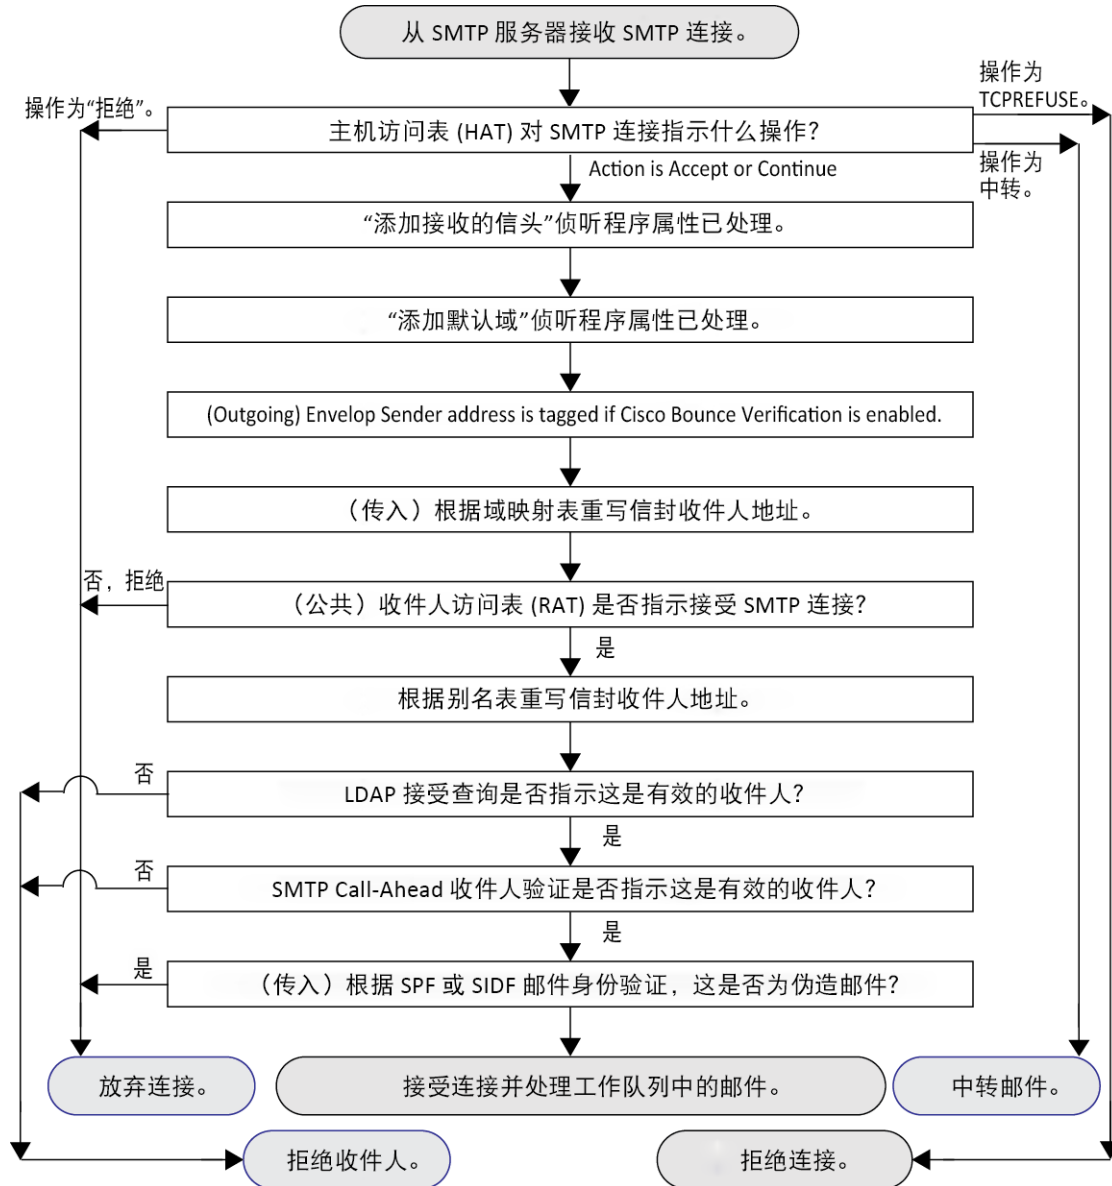 从 SMTP 服务器接收 SMTP 连接。
操作为
TCPREFUSE。
操作为“拒绝”。
主机访问表 (HAT) 对 SMTP 连接指示什么操作？
Action is Accept or Continue
操作为
中转。
“添加接收的信头”侦听程序属性已处理。
“添加默认域”侦听程序属性已处理。
(Outgoing) Envelop Sender address is tagged if Cisco Bounce Verification is enabled.
（传入）根据域映射表重写信封收件人地址。
否，拒绝
（公共）收件人访问表 (RAT) 是否指示接受 SMTP 连接？
是
根据别名表重写信封收件人地址。
否
LDAP 接受查询是否指示这是有效的收件人？
是
否
SMTP Call-Ahead 收件人验证是否指示这是有效的收件人？
是
是
（传入）根据 SPF 或 SIDF 邮件身份验证，这是否为伪造邮件？
放弃连接。
接受连接并处理工作队列中的邮件。
中转邮件。
拒绝收件人。
拒绝连接。